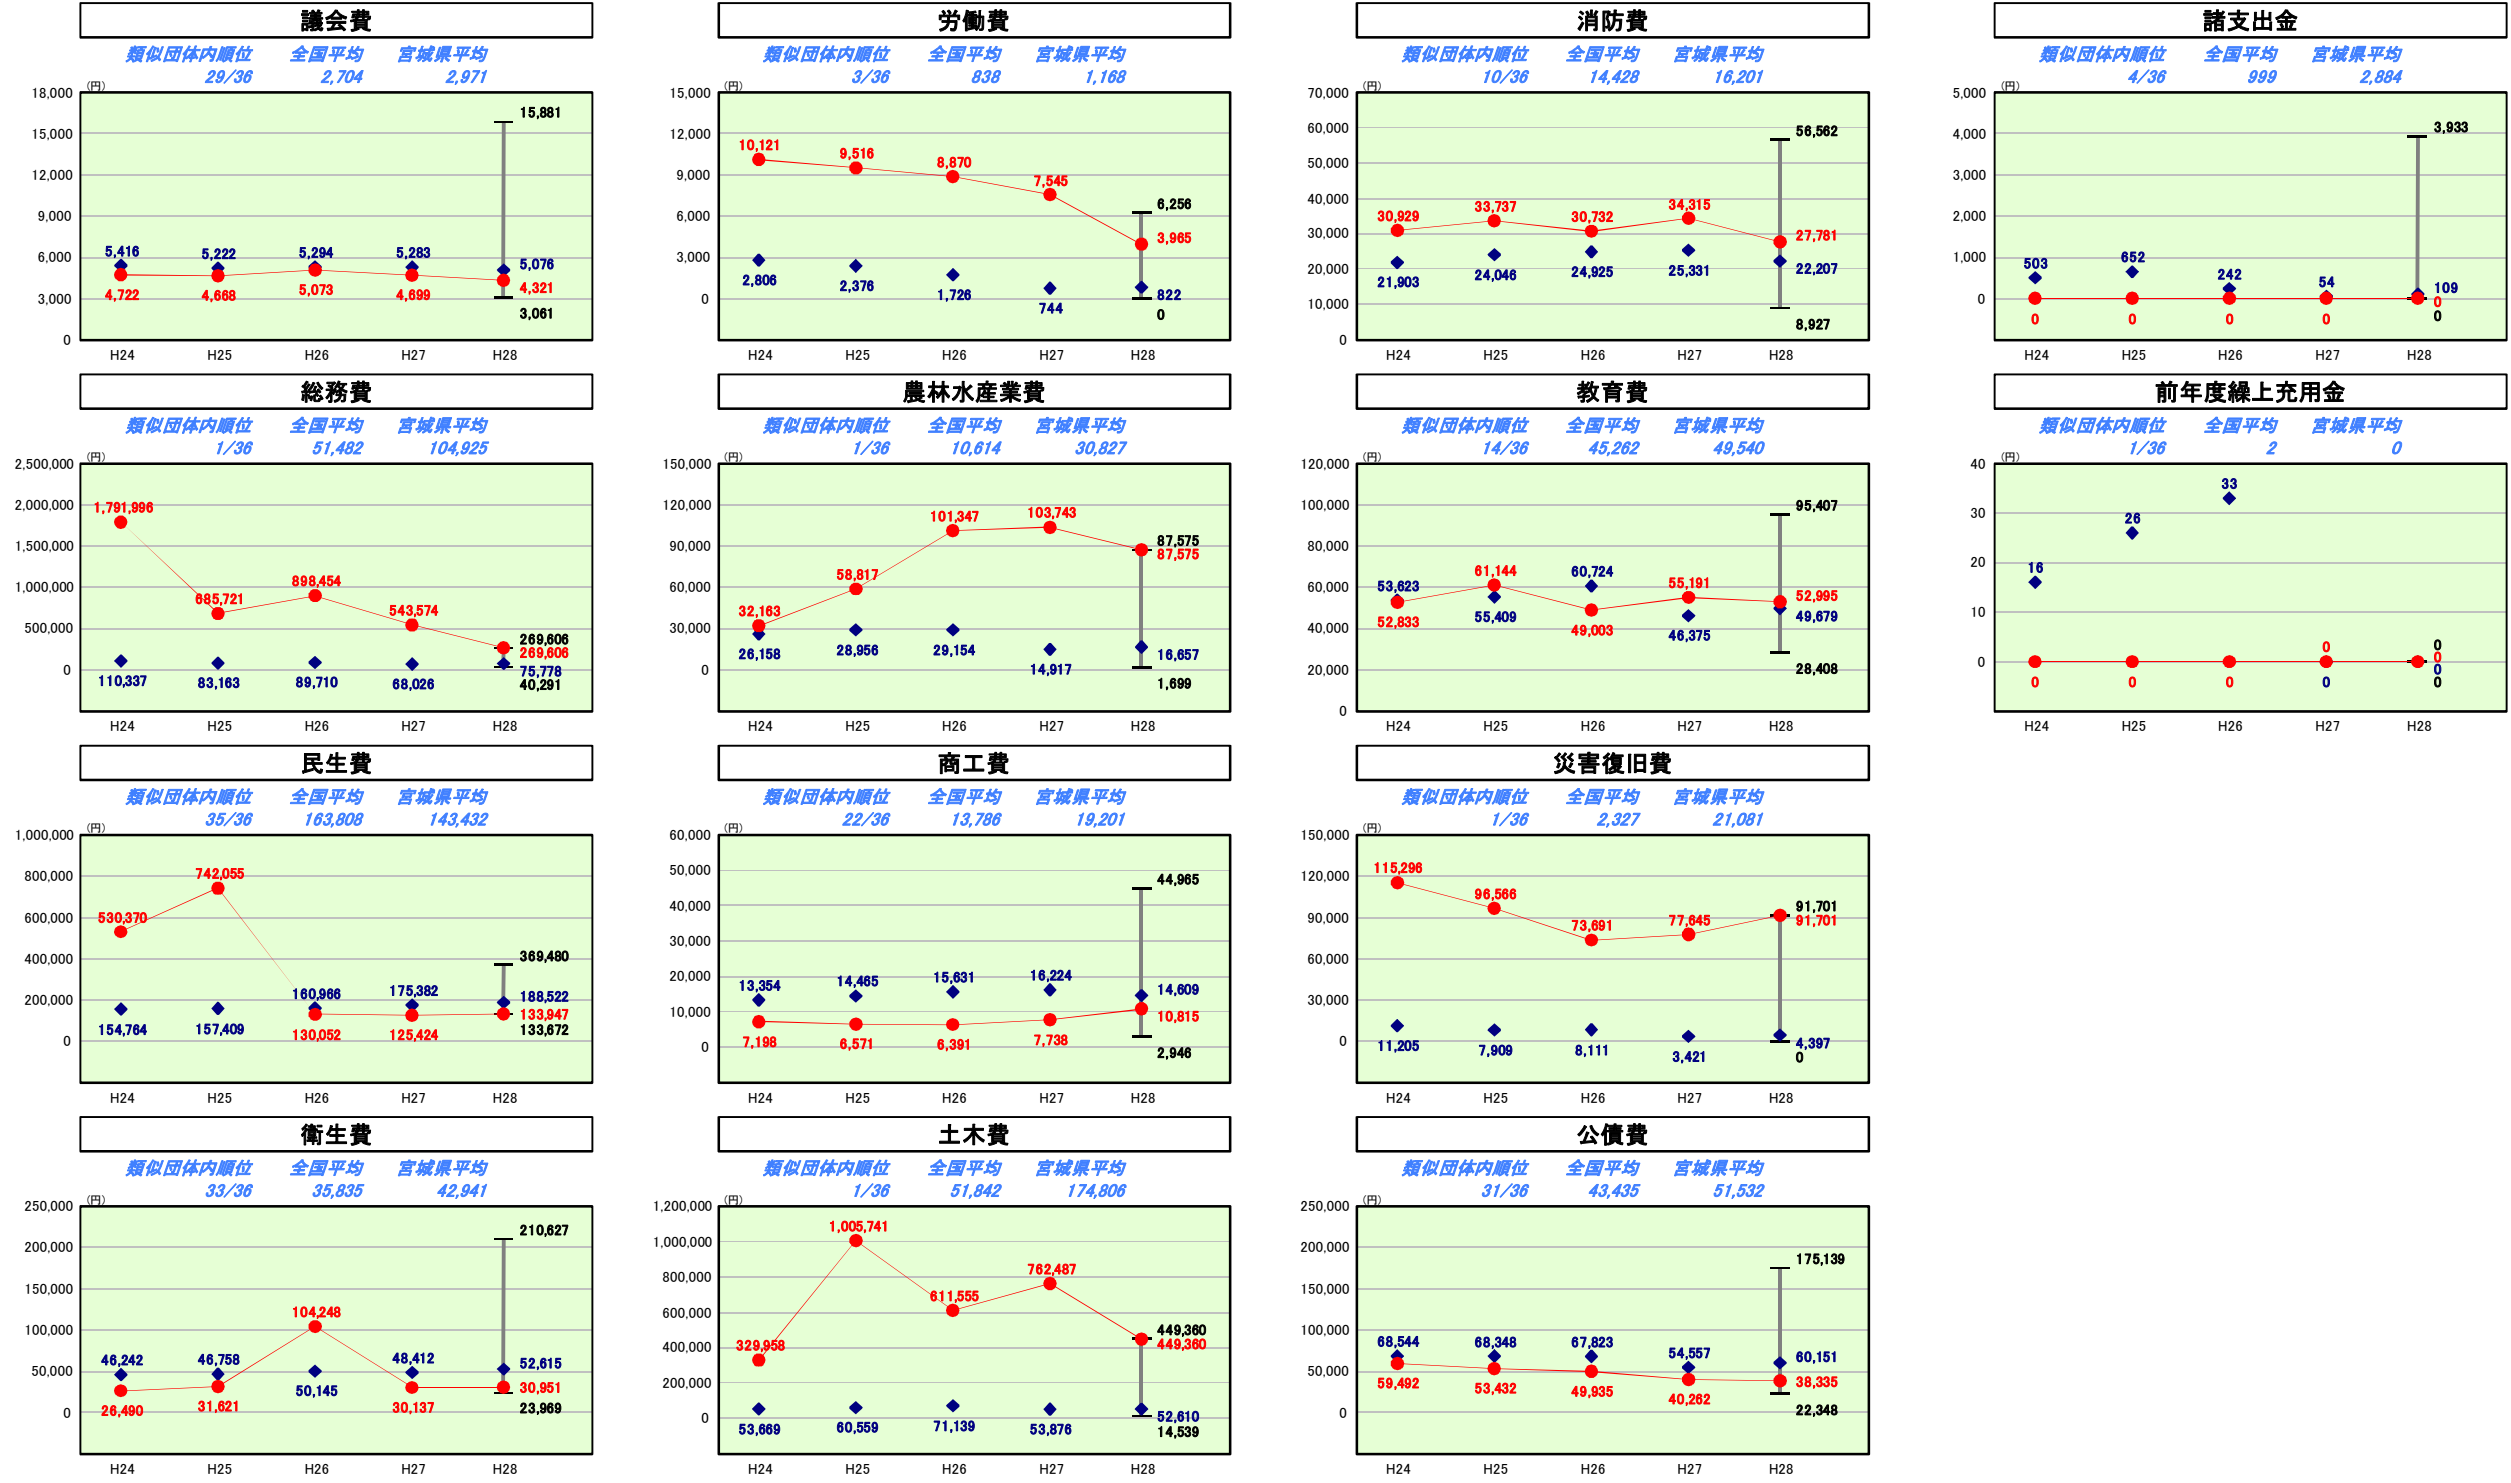 議会費
類似団体内順位 全国平均 宮城県平均
29/36 2,704 2,971
(円)
18,000
15,000
12,000
9,000
6,000
3,000
0
15,881
5,416 5,222 5,294 5,283 5,076
4,722 4,668 5,073 4,699 4,321
3,061
H24 H25 H26 H27 H28
労働費
類似団体内順位 全国平均 宮城県平均
3/36 838 1,168
(円)
15,000
12,000
9,000
6,000
3,000
0
10,121 9,516 8,870 7,545 3,965
6,256
2,806 2,376 1,726 744 822
0
H24 H25 H26 H27 H28
消防費
類似団体内順位 全国平均 宮城県平均
10/36 14,428 16,201
(円)
70,000
60,000
50,000
40,000
30,000
20,000
10,000
0
56,562
30,929 33,737 30,732 34,315 27,781
21,903 24,046 24,925 25,331 22,207
8,927
H24 H25 H26 H27 H28
諸支出金
類似団体内順位 全国平均 宮城県平均
4/36 999 2,884
(円)
5,000
4,000
3,000
2,000
1,000
0
3,933
503 652 242 54 109
0 0 0 0 0
0
H24 H25 H26 H27 H28
総務費
類似団体内順位 全国平均 宮城県平均
1/36 51,482 104,925
(円)
2,500,000
2,000,000
1,500,000
1,000,000
500,000
0
1,791,996 685,721 898,454 543,574 269,606
269,606
110,337 83,163 89,710 68,026 75,778
40,291
H24 H25 H26 H27 H28
農林水産業費
類似団体内順位 全国平均 宮城県平均
1/36 10,614 30,827
(円)
150,000
120,000
90,000
60,000
30,000
0
32,163 58,817 101,347 103,743 87,575
87,575
26,158 28,956 29,154 14,917 16,657
1,699
H24 H25 H26 H27 H28
教育費
類似団体内順位 全国平均 宮城県平均
14/36 45,262 49,540
(円)
120,000
100,000
80,000
60,000
40,000
20,000
0
95,407
53,623 61,144 60,724 55,191 52,995
52,833 55,409 49,003 46,375 49,679
28,408
H24 H25 H26 H27 H28
前年度繰上充用金
類似団体内順位 全国平均 宮城県平均
1/36 2 0
(円)
40
30
20
10
0
16 26 33 0 0
0
0 0 0 0 0
0
H24 H25 H26 H27 H28
民生費
類似団体内順位 全国平均 宮城県平均
35/36 163,808 143,432
(円)
1,000,000
800,000
600,000
400,000
200,000
0
369,480
530,370 742,055 160,966 175,382 188,522
154,764 157,409 130,052 125,424 133,947
133,672
H24 H25 H26 H27 H28
商工費
類似団体内順位 全国平均 宮城県平均
22/36 13,786 19,201
(円)
60,000
50,000
40,000
30,000
20,000
10,000
0
44,965
13,354 14,465 15,631 16,224 14,609
7,198 6,571 6,391 7,738 10,815
2,946
H24 H25 H26 H27 H28
災害復旧費
類似団体内順位 全国平均 宮城県平均
1/36 2,327 21,081
(円)
150,000
120,000
90,000
60,000
30,000
0
115,296 96,566 73,691 77,645 91,701
91,701
11,205 7,909 8,111 3,421 4,397
0
H24 H25 H26 H27 H28
衛生費
類似団体内順位 全国平均 宮城県平均
33/36 35,835 42,941
(円)
250,000
200,000
150,000
100,000
50,000
0
210,627
46,242 46,758 104,248 48,412 52,615
26,490 31,621 50,145 30,137 30,951
23,969
H24 H25 H26 H27 H28
土木費
類似団体内順位 全国平均 宮城県平均
1/36 51,842 174,806
(円)
1,200,000
1,000,000
800,000
600,000
400,000
200,000
0
329,958 1,005,741 611,555 762,487 449,360
449,360
53,669 60,559 71,139 53,876 52,610
14,539
H24 H25 H26 H27 H28
公債費
類似団体内順位 全国平均 宮城県平均
31/36 43,435 51,532
(円)
250,000
200,000
150,000
100,000
50,000
0
175,139
68,544 68,348 67,823 54,557 60,151
59,492 53,432 49,935 40,262 38,335
22,348
H24 H25 H26 H27 H28